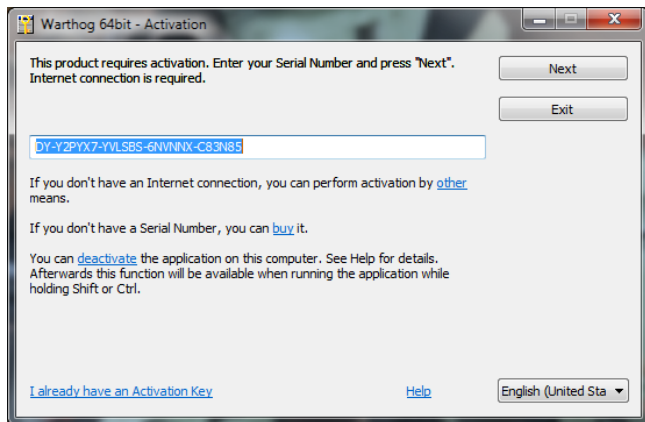 Warthog 64bit - Activation
This product requires activation. Enter your Serial Number and press "Next".
Internet connection is required.
Next
Exit
DY-Y2PYX7-YVLSBS-6NVNNX-C83N85
If you don't have an Internet connection, you can perform activation by other
means.
If you don't have a Serial Number, you can buy it.
You can deactivate the application on this computer. See Help for details.
Afterwards this function will be available when running the application while
holding Shift or Ctrl.
I already have an Activation Key
Help
English (United Sta